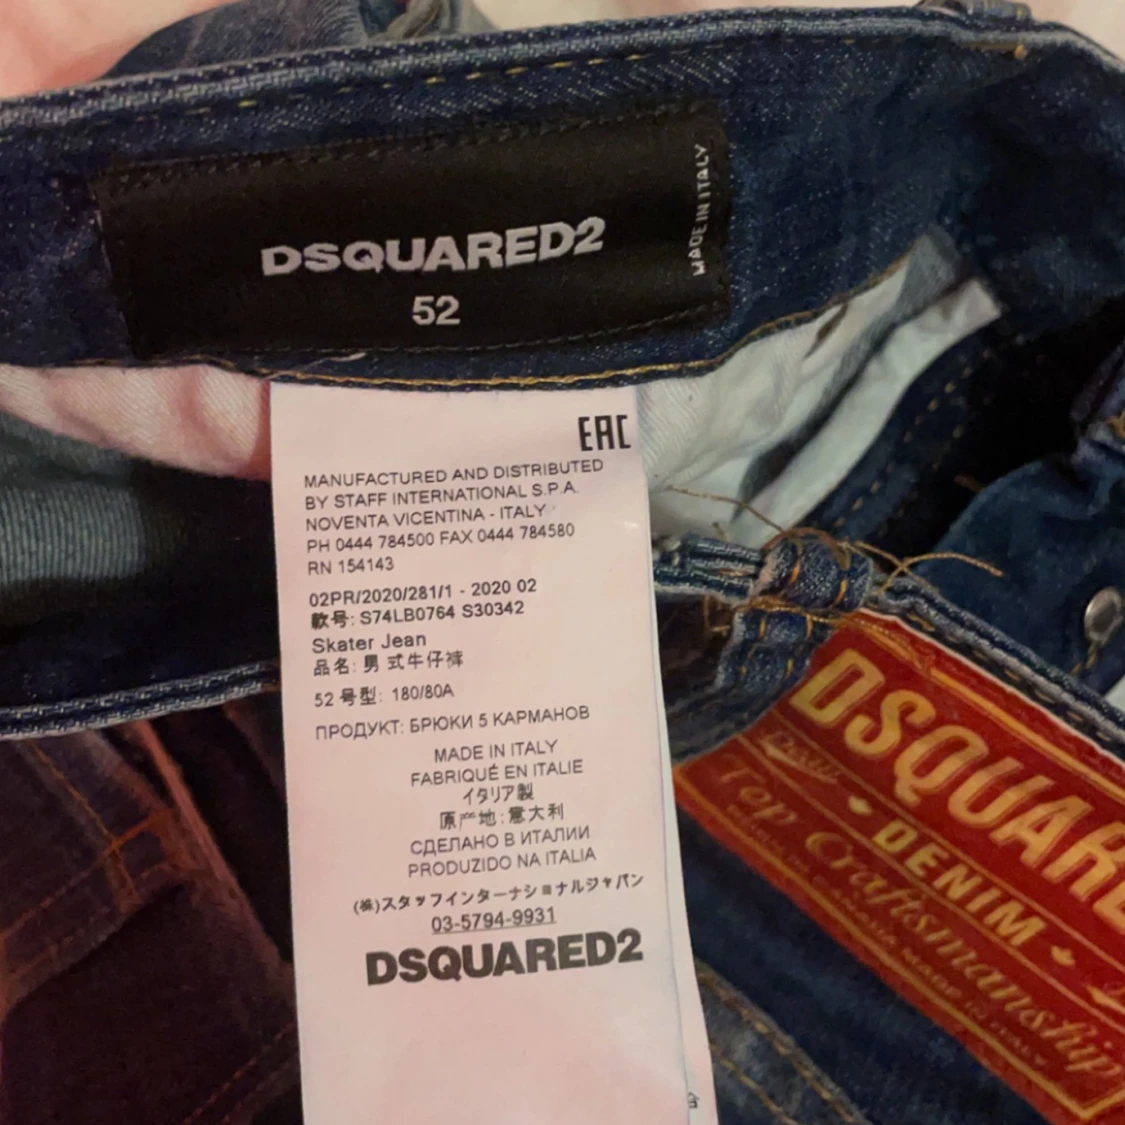 DSQUARED2
52
MADE IN ITALY
EAC
MANUFACTURED AND DISTRIBUTED
BY STAFF INTERNATIONAL S.P.A.
NOVENTA VICENTINA - ITALY
PH 0444 784500 FAX 0444 784580
RN 154143
02PR/2020/281/1 - 2020 02
款号: S74LB0764 S30342
Skater Jean
品名: 男 式牛仔裤
52 号型: 180/80A
ПРОДУКТ: БРЮКИ 5 КАРМАНОВ
MADE IN ITALY
FABRIQUÉ EN ITALIE
イタリア製
原产地:意大利
СДЕЛАНО В ИТАЛИИ
PRODUZIDO NA ITALIA
(株)スタッフインターナショナルジャパン
03-5794-9931
DSQUARED2
DSQUARE
DENIM
Top Craftsmanship
MADE IN ITALY